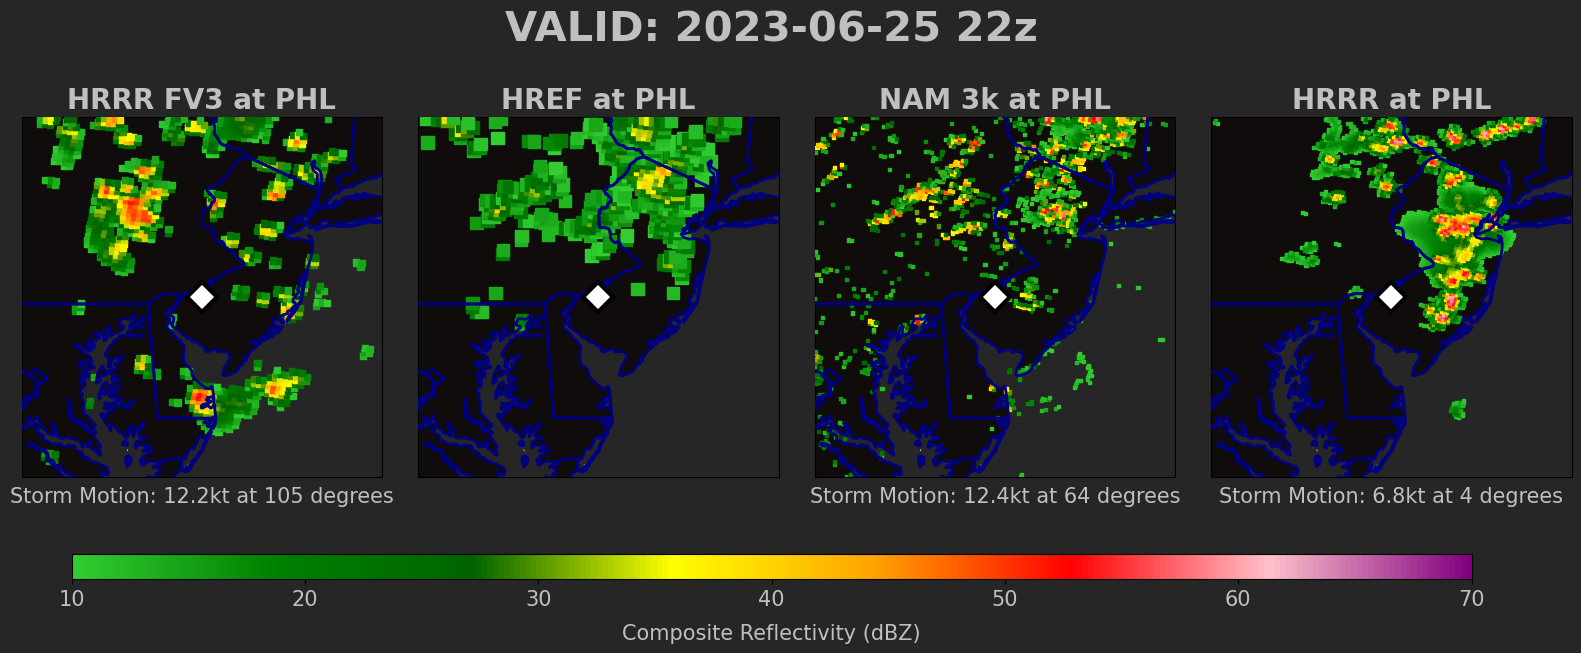 VALID: 2023-06-25 22z
HRRR FV3 at PHL
HREF at PHL
NAM 3k at PHL
HRRR at PHL
Storm Motion: 12.2kt at 105 degrees
Storm Motion: 12.4kt at 64 degrees
Storm Motion: 6.8kt at 4 degrees
10 20 30 40 50 60 70
Composite Reflectivity (dBZ)